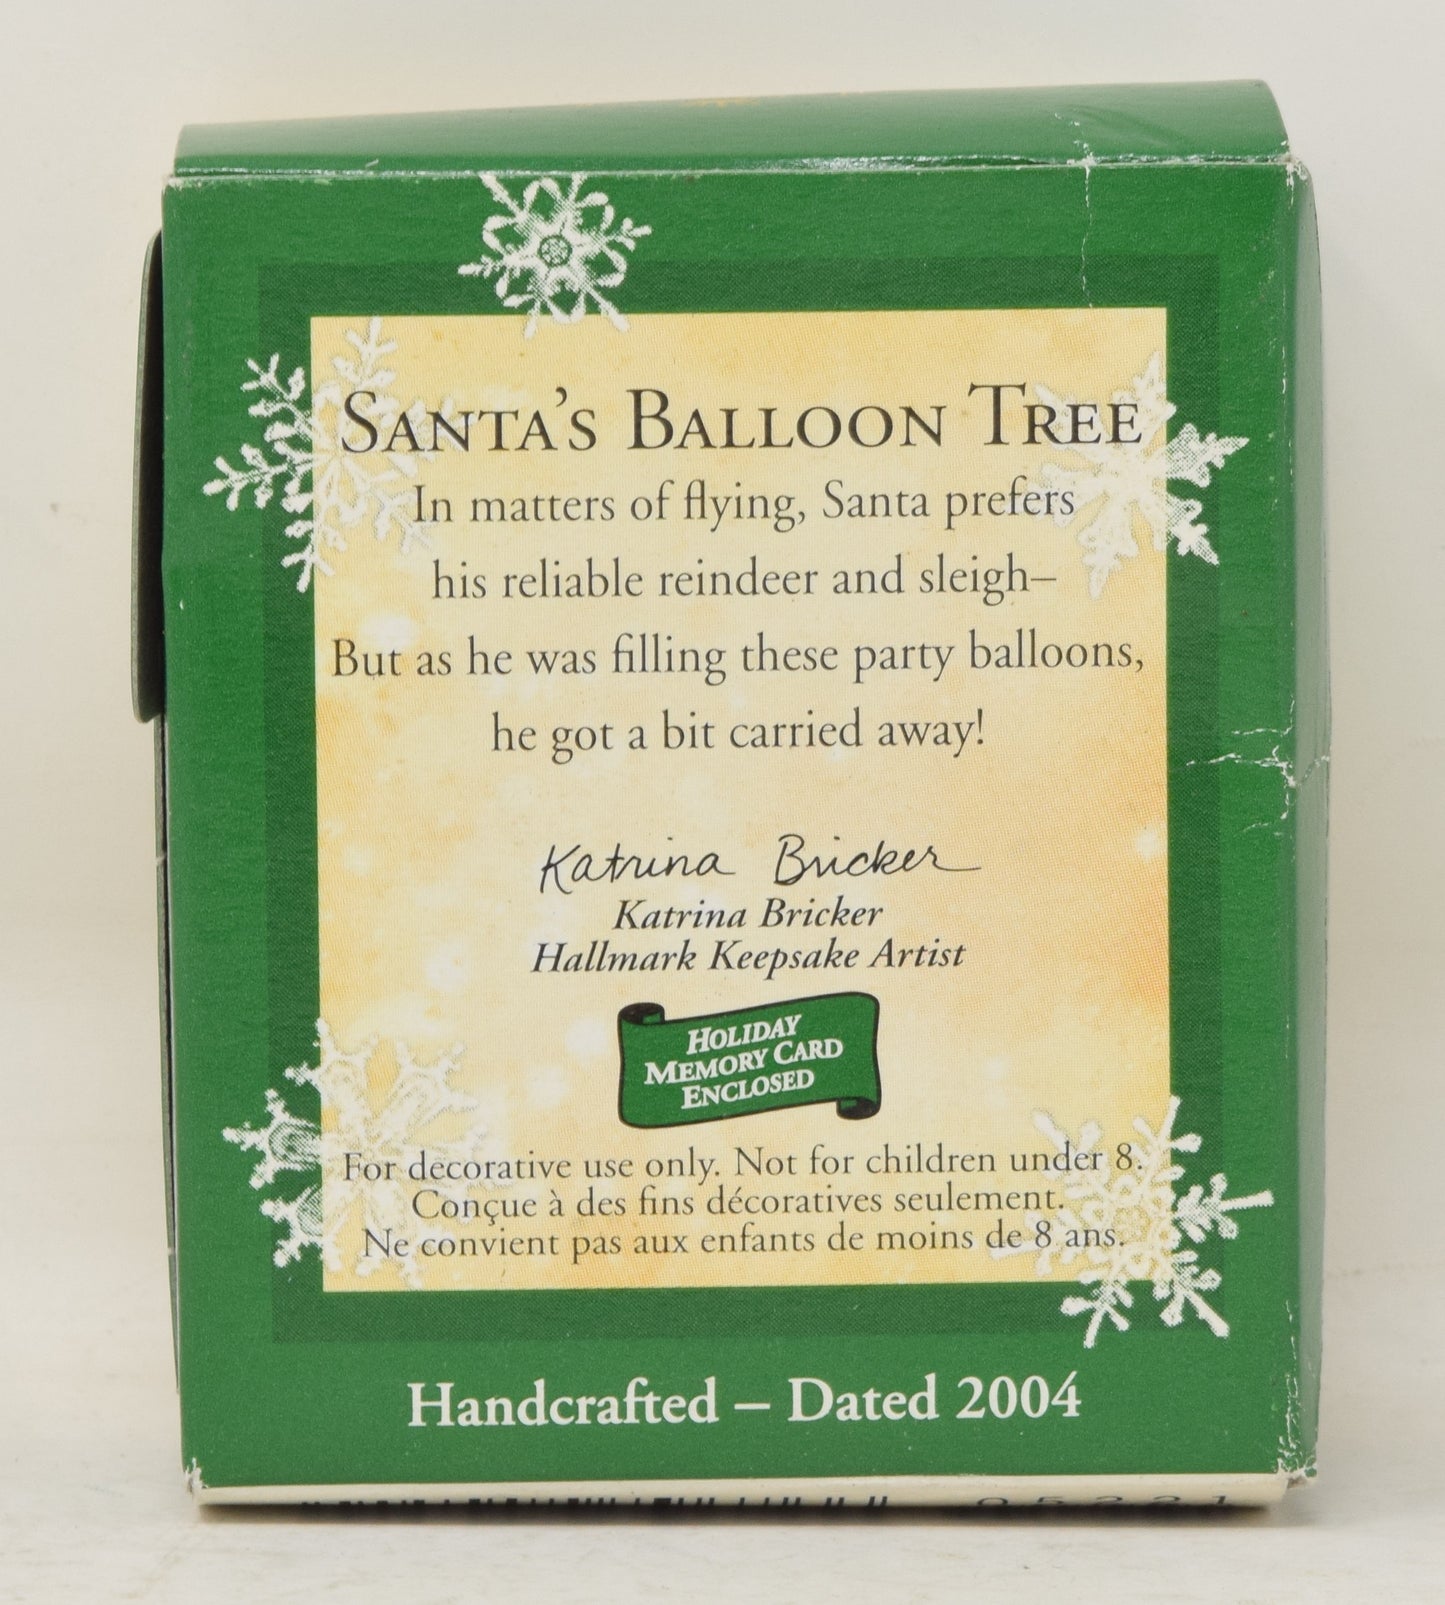 SANTA'S BALLOON TREE
In matters of flying, Santa prefers
his reliable reindeer and sleigh–
But as he was filling these party balloons,
he got a bit carried away!
Katrina Bricker
Katrina Bricker
Hallmark Keepsake Artist
HOLIDAY
MEMORY CARD
ENCLOSED
For decorative use only. Not for children under 8.
Conçue à des fins décoratives seulement.
Ne convient pas aux enfants de moins de 8 ans.
Handcrafted – Dated 2004